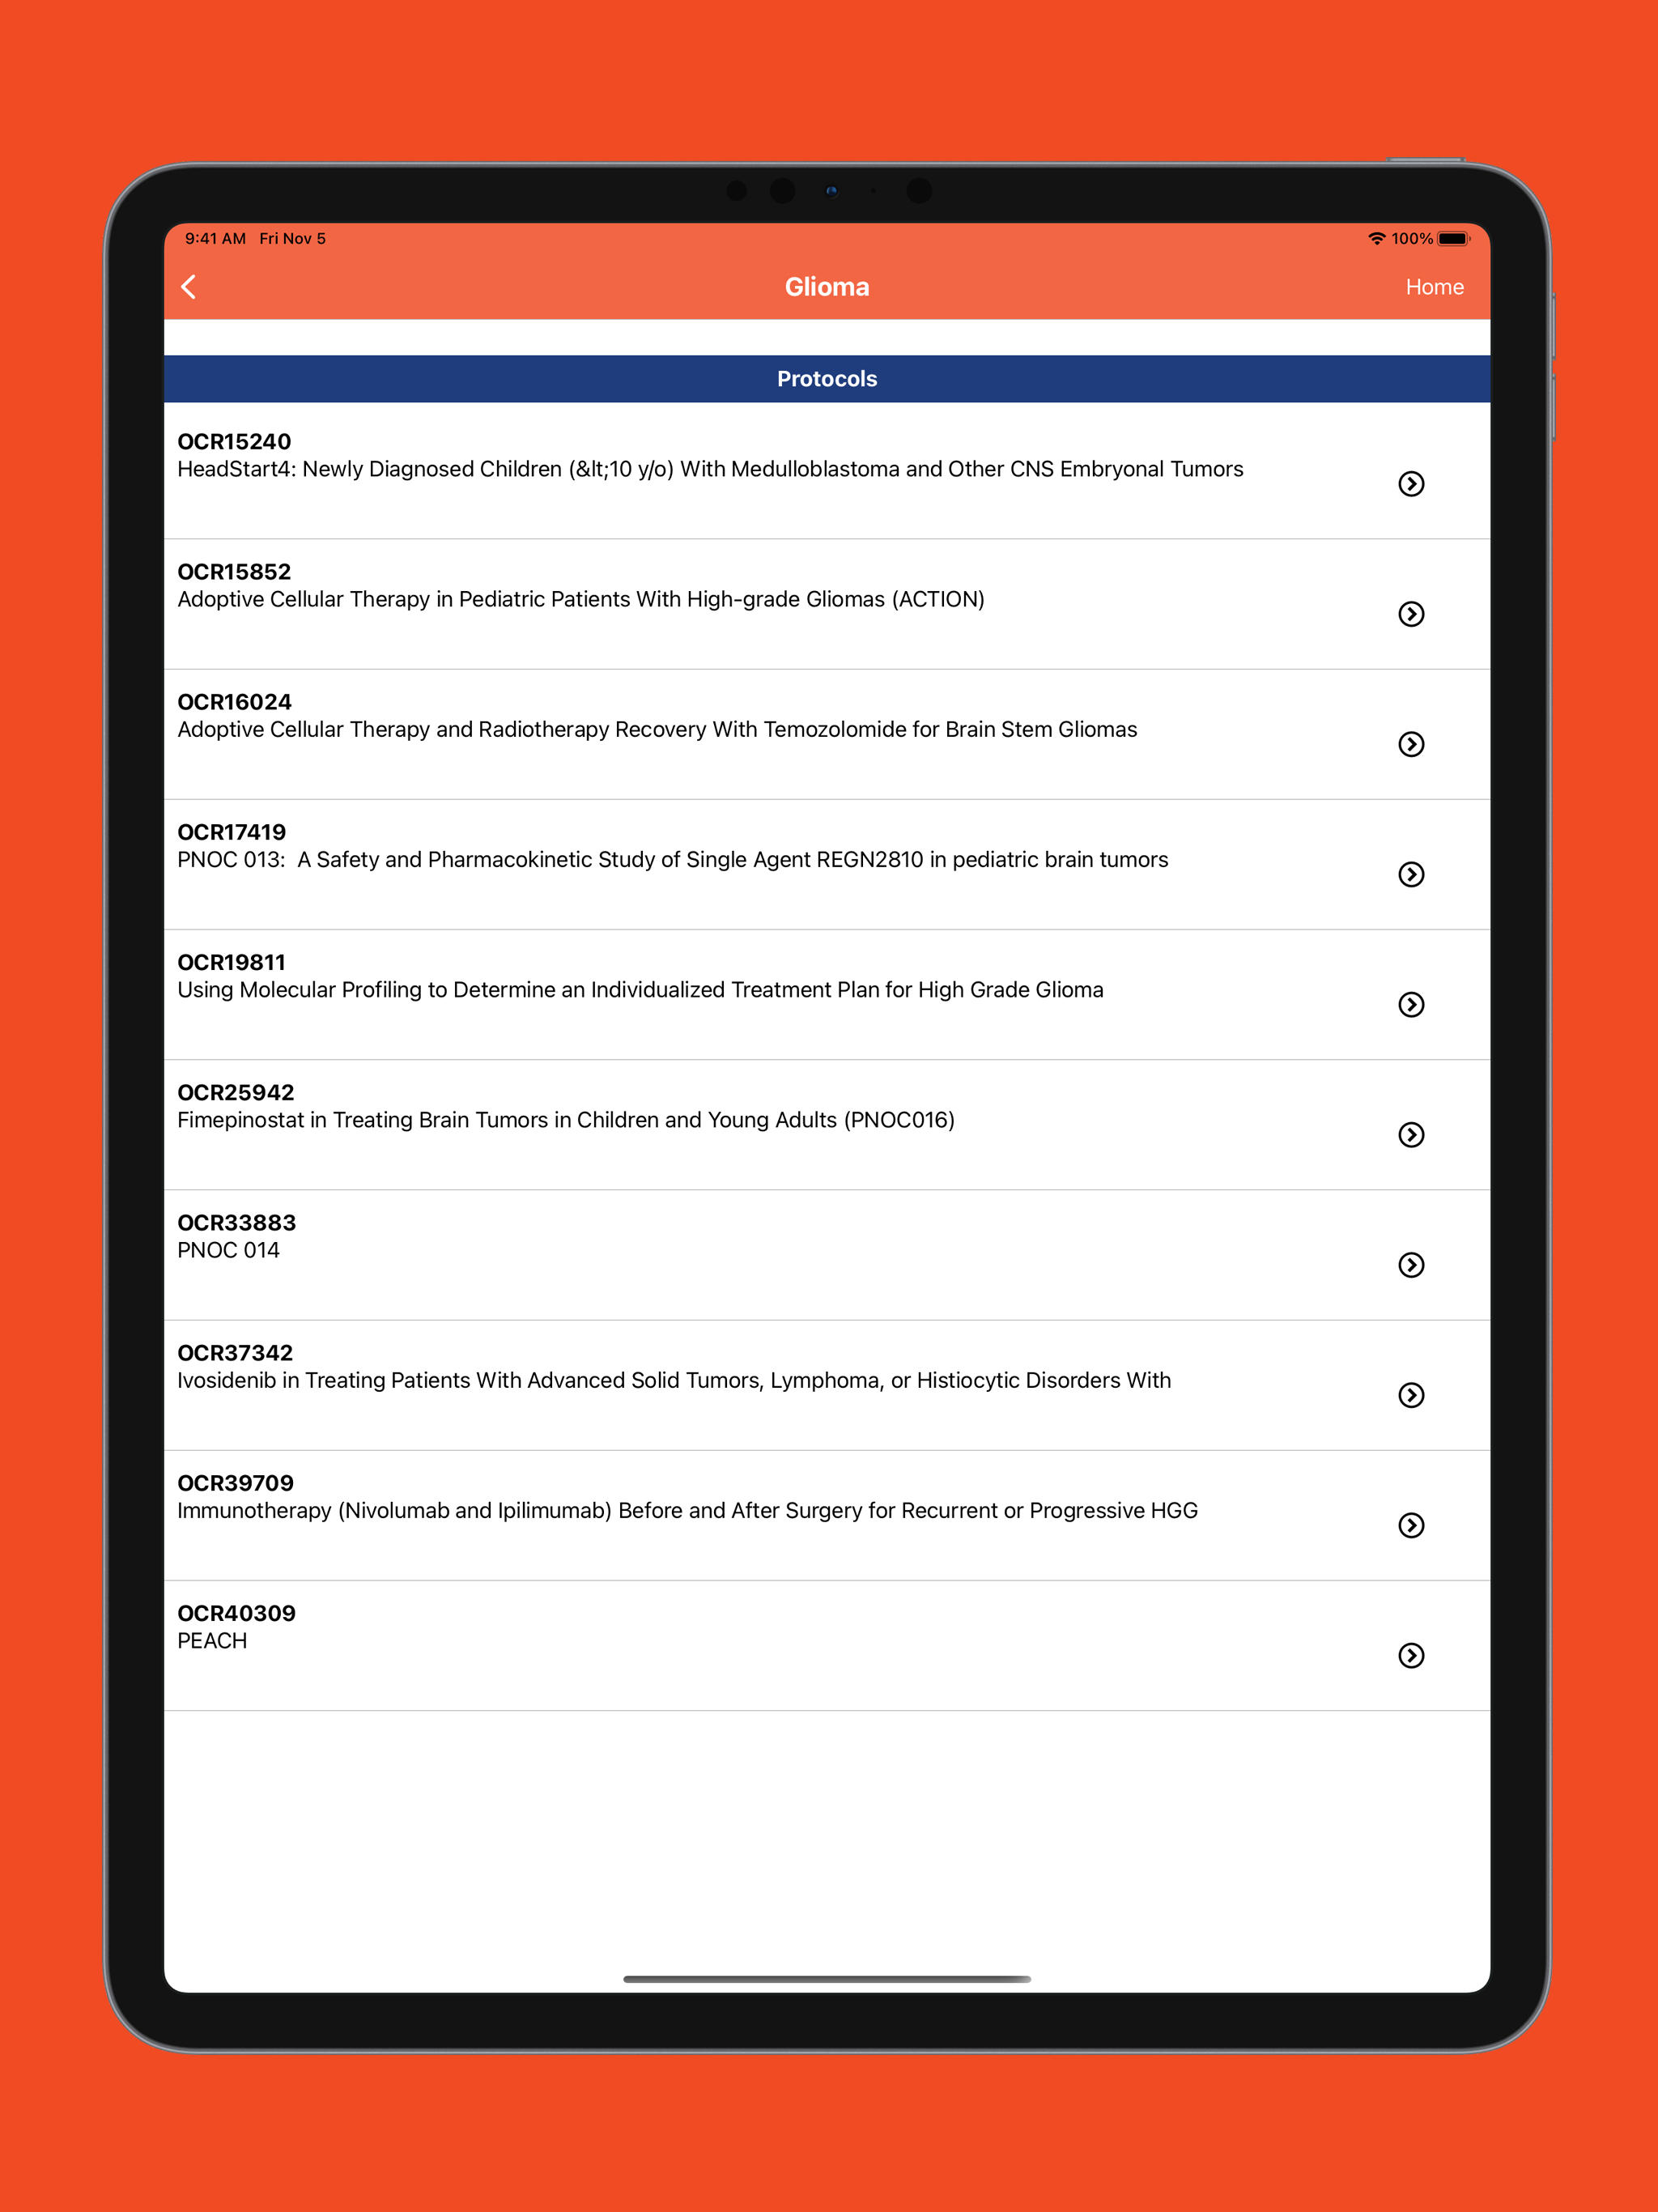 9:41 AM Fri Nov 5
100%
Glioma
Home
Protocols
OCR15240
HeadStart4: Newly Diagnosed Children (&lt;10 y/o) With Medulloblastoma and Other CNS Embryonal Tumors
OCR15852
Adoptive Cellular Therapy in Pediatric Patients With High-grade Gliomas (ACTION)
OCR16024
Adoptive Cellular Therapy and Radiotherapy Recovery With Temozolomide for Brain Stem Gliomas
OCR17419
PNOC 013:  A Safety and Pharmacokinetic Study of Single Agent REGN2810 in pediatric brain tumors
OCR19811
Using Molecular Profiling to Determine an Individualized Treatment Plan for High Grade Glioma
OCR25942
Fimepinostat in Treating Brain Tumors in Children and Young Adults (PNOC016)
OCR33883
PNOC 014
OCR37342
Ivosidenib in Treating Patients With Advanced Solid Tumors, Lymphoma, or Histiocytic Disorders With
OCR39709
Immunotherapy (Nivolumab and Ipilimumab) Before and After Surgery for Recurrent or Progressive HGG
OCR40309
PEACH